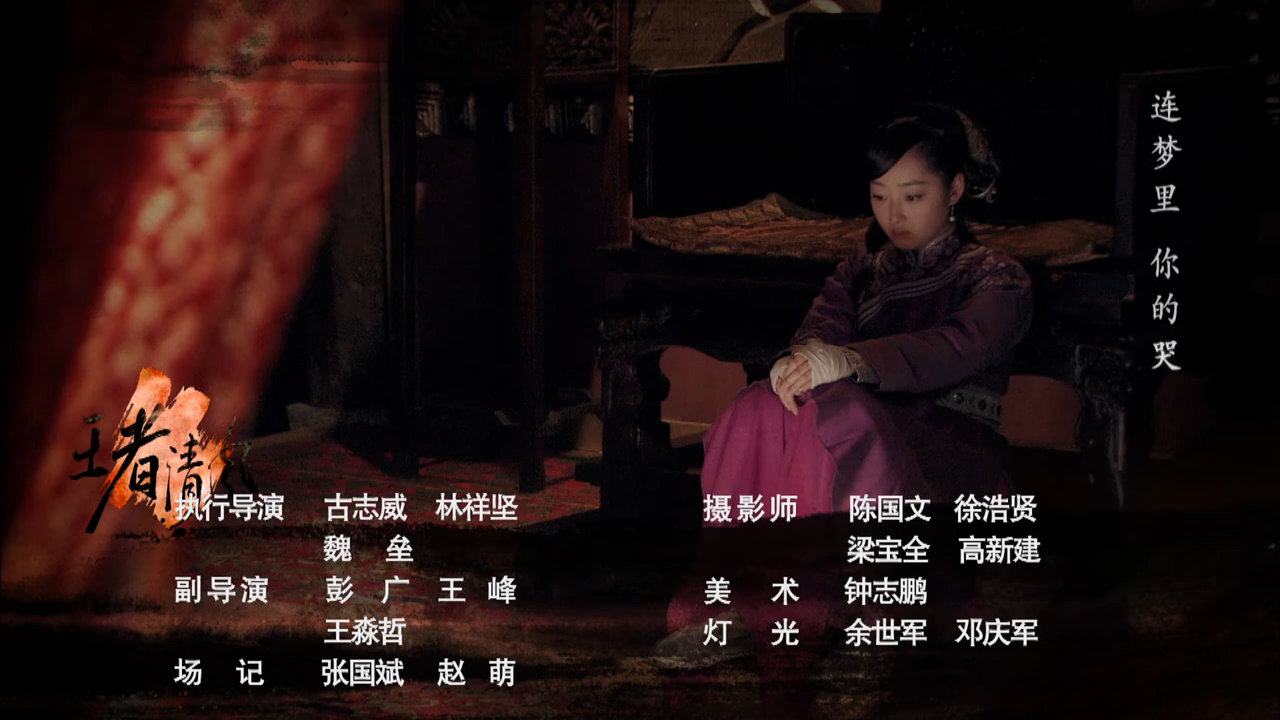 连梦里 你的哭
王者清风
执行导演 古志威 林祥坚
魏 垒
副导演 彭 广 王 峰
王淼哲
场 记 张国斌 赵 萌
摄影师 陈国文 徐浩贤
梁宝全 高新建
美 术 钟志鹏
灯 光 余世军 邓庆军